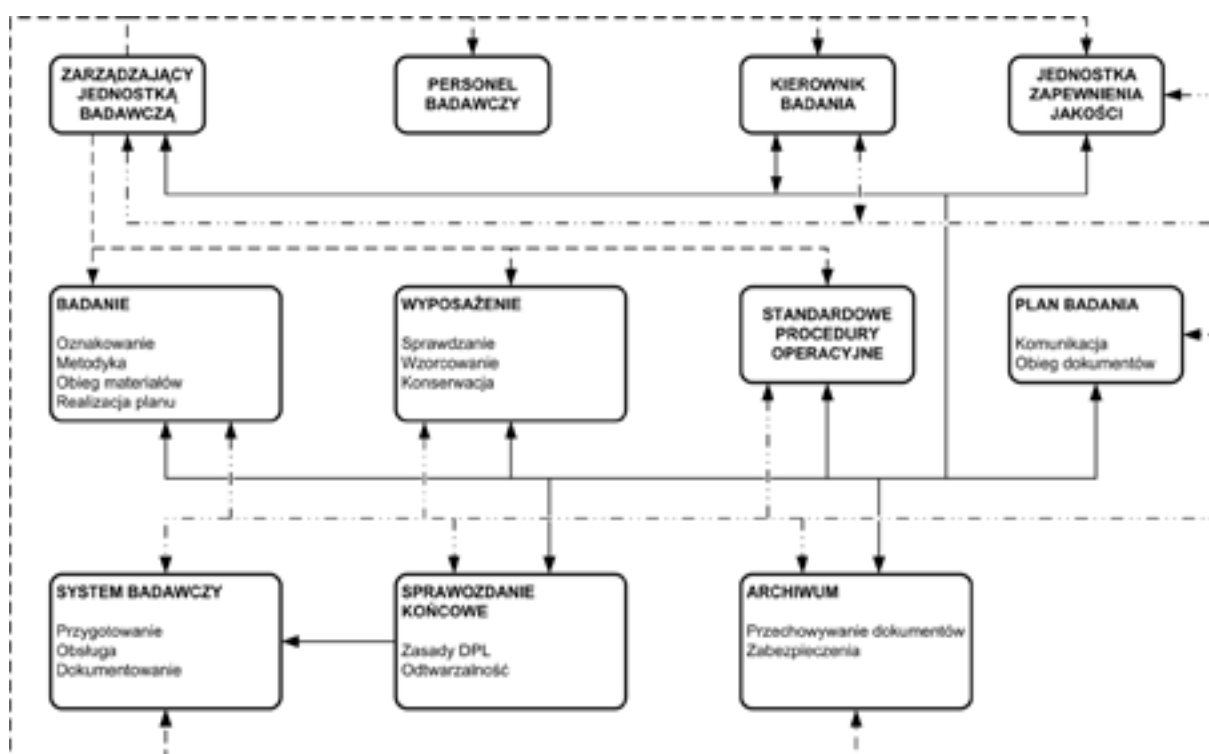 ZARZĄDZAJĄCY
JEDNOSTKĄ
BADAWCZĄ
PERSONEL
BADAWCZY
KIEROWNIK
BADANIA
JEDNOSTKA
ZAPEWNIENIA
JAKOŚCI
BADANIE
Oznakowanie
Metodyka
Obieg materiałów
Realizacja planu
WYPOSAŻENIE
Sprawdzanie
Wzorcowanie
Konserwacja
STANDARDOWE
PROCEDURY
OPERACYJNE
PLAN BADANIA
Komunikacja
Obieg dokumentów
SYSTEM BADAWCZY
Przygotowanie
Obsługa
Dokumentowanie
SPRAWOZDANIE
KOŃCOWE
Zasady DPL
Odtwarzalność
ARCHIWUM
Przechowywanie dokumentów
Zabezpieczenia